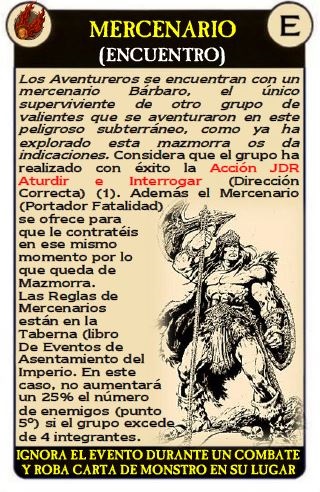 MERCENARIO
E
(ENCUENTRO)
Los Aventureros se encuentran con un
mercenario Bárbaro, el único
superviviente de otro grupo de
valientes que se aventuraron en este
peligroso subterráneo, como ya ha
explorado esta mazmorra os da
indicaciones. Considera que el grupo ha
realizado con éxito la Acción JDR
Aturdir e Interrogar (Dirección
Correcta) (1). Además el Mercenario
(Portador Fatalidad)
se ofrece para
que le contratéis
en ese mismo
momento por lo
que queda de
Mazmorra.
Las Reglas de
Mercenarios
están en la
Taberna (libro
De Eventos de
Asentamiento del
Imperio. En este
caso, no aumentará
un 25% el número
de enemigos (punto
5º) si el grupo excede
de 4 integrantes.
IGNORA EL EVENTO DURANTE UN COMBATE
Y ROBA CARTA DE MONSTRO EN SU LUGAR